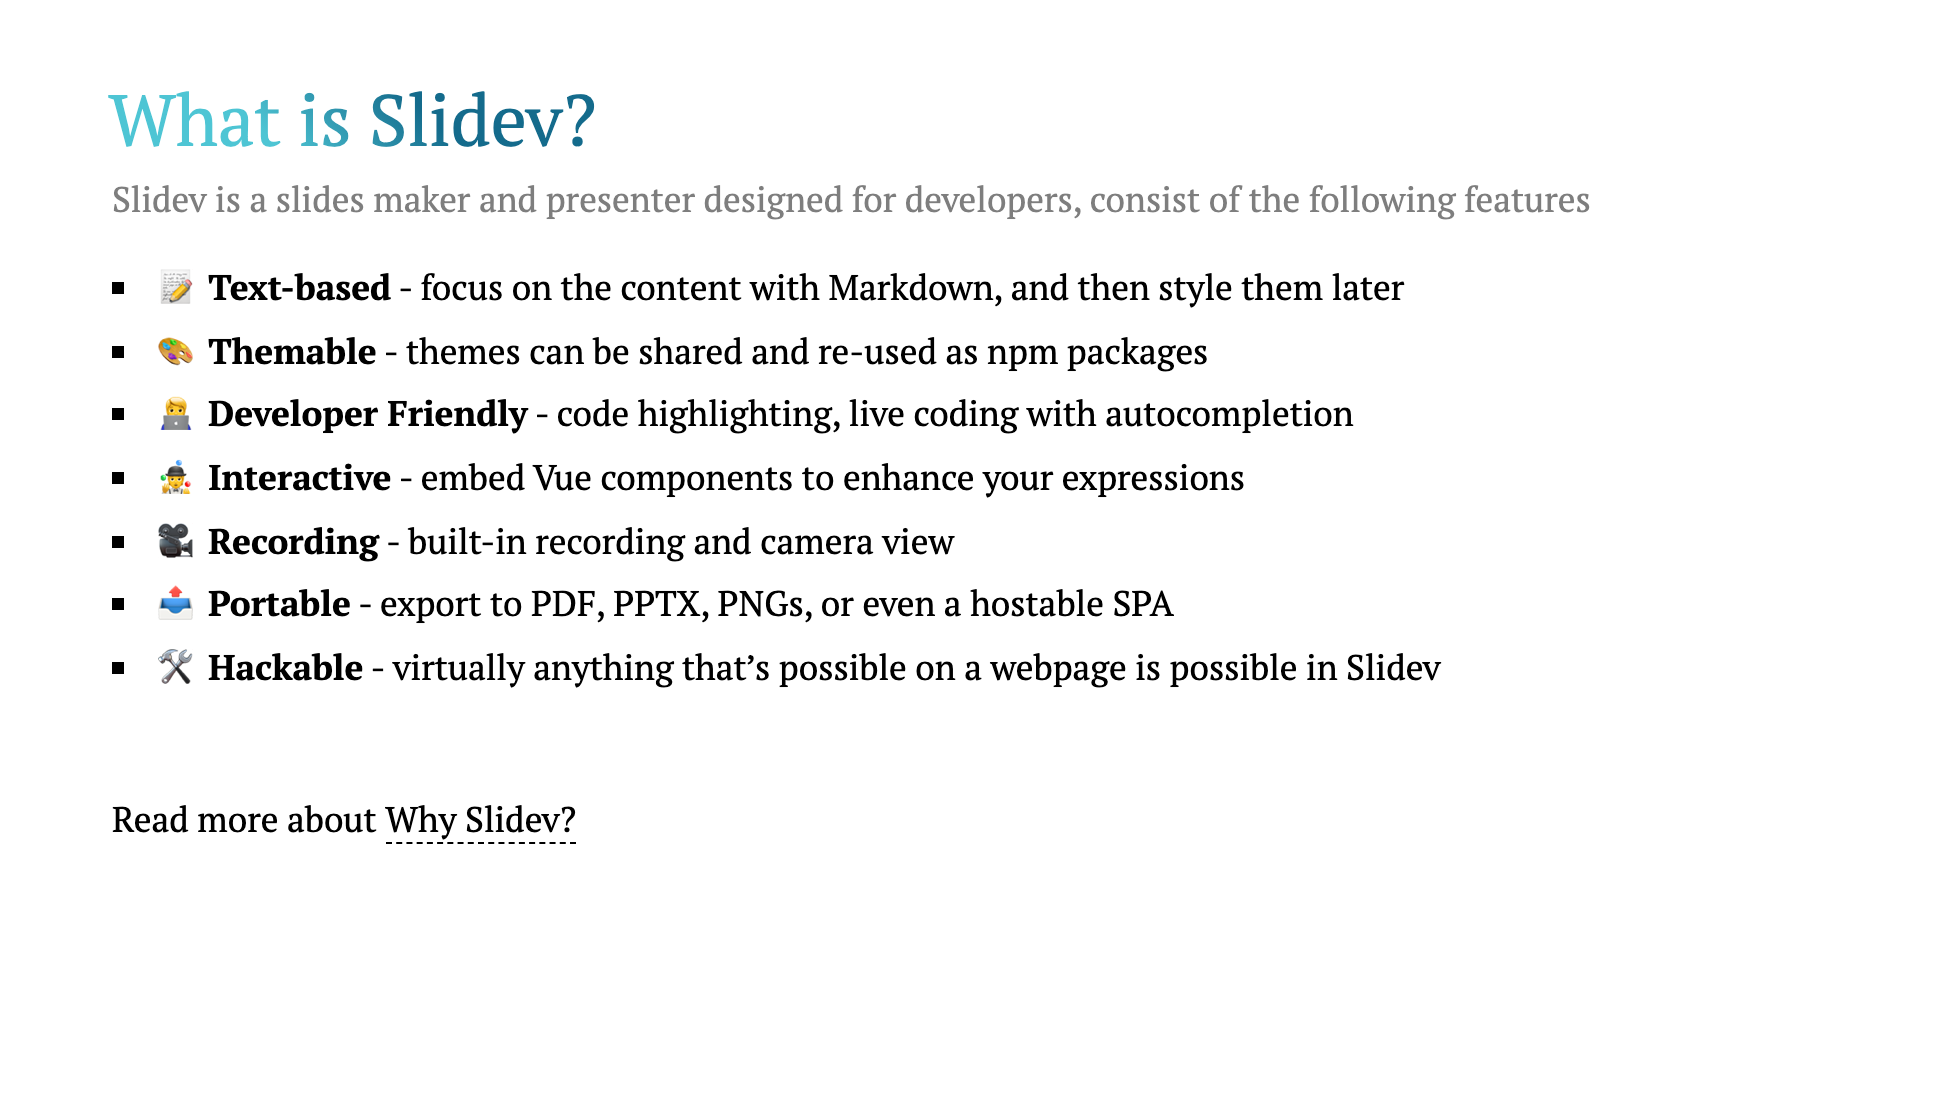 What is Slidev?
Slidev is a slides maker and presenter designed for developers, consist of the following features
📝 Text-based - focus on the content with Markdown, and then style them later
🎨 Themable - themes can be shared and re-used as npm packages
🧑‍💻 Developer Friendly - code highlighting, live coding with autocompletion
🤹 Interactive - embed Vue components to enhance your expressions
🎥 Recording - built-in recording and camera view
📤 Portable - export to PDF, PPTX, PNGs, or even a hostable SPA
🛠 Hackable - virtually anything that’s possible on a webpage is possible in Slidev
Read more about Why Slidev?